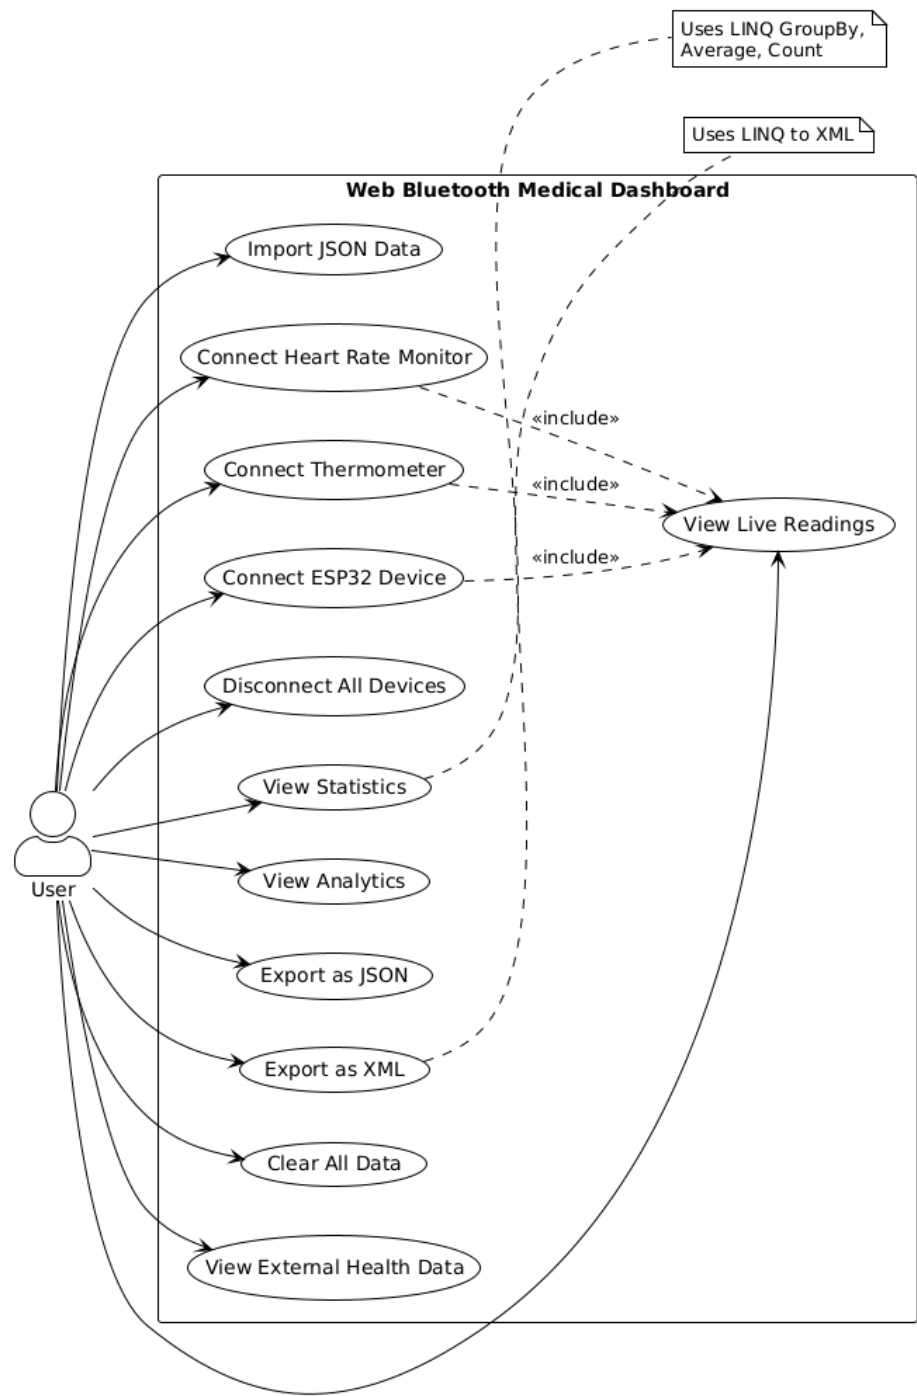 Uses LINQ GroupBy,
Average, Count
Uses LINQ to XML
Web Bluetooth Medical Dashboard
Import JSON Data
Connect Heart Rate Monitor
«include»
Connect Thermometer
«include»
View Live Readings
«include»
Connect ESP32 Device
Disconnect All Devices
View Statistics
View Analytics
User
Export as JSON
Export as XML
Clear All Data
View External Health Data